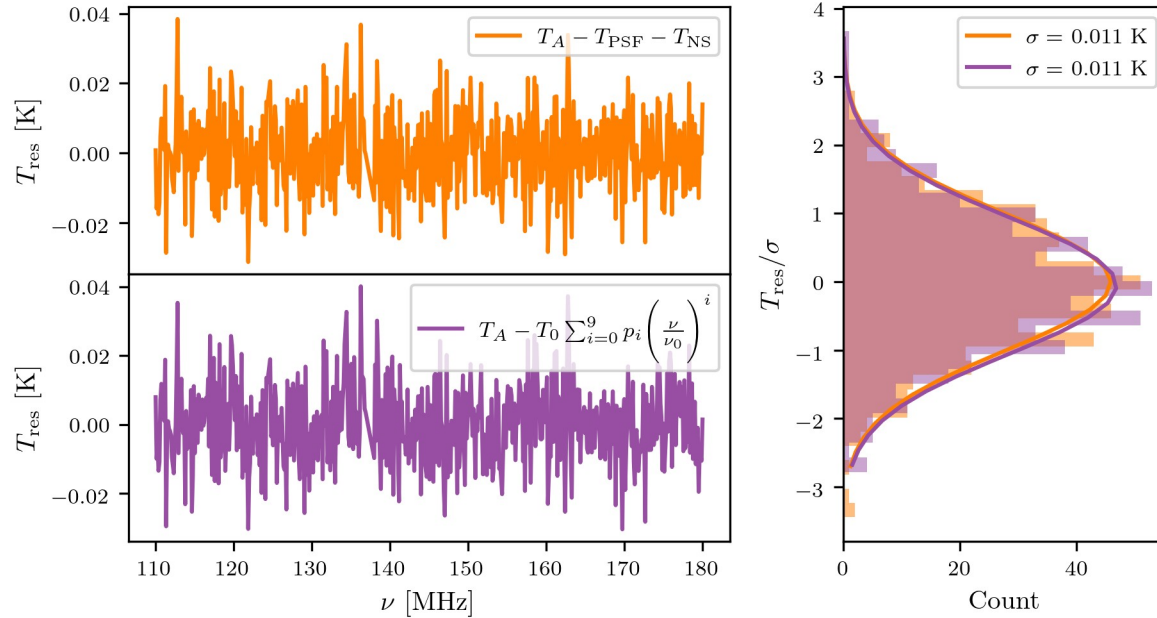 0.04
0.02
0.00
−0.02
T_res [K]
T_A − T_PSF − T_NS
0.04
0.02
0.00
−0.02
T_res [K]
T_A − T_0 ∑_{i=0}^{9} p_i (ν/ν_0)^i
110 120 130 140 150 160 170 180
ν [MHz]
4
3
2
1
0
−1
−2
−3
T_res/σ
σ = 0.011 K
σ = 0.011 K
0 20 40
Count